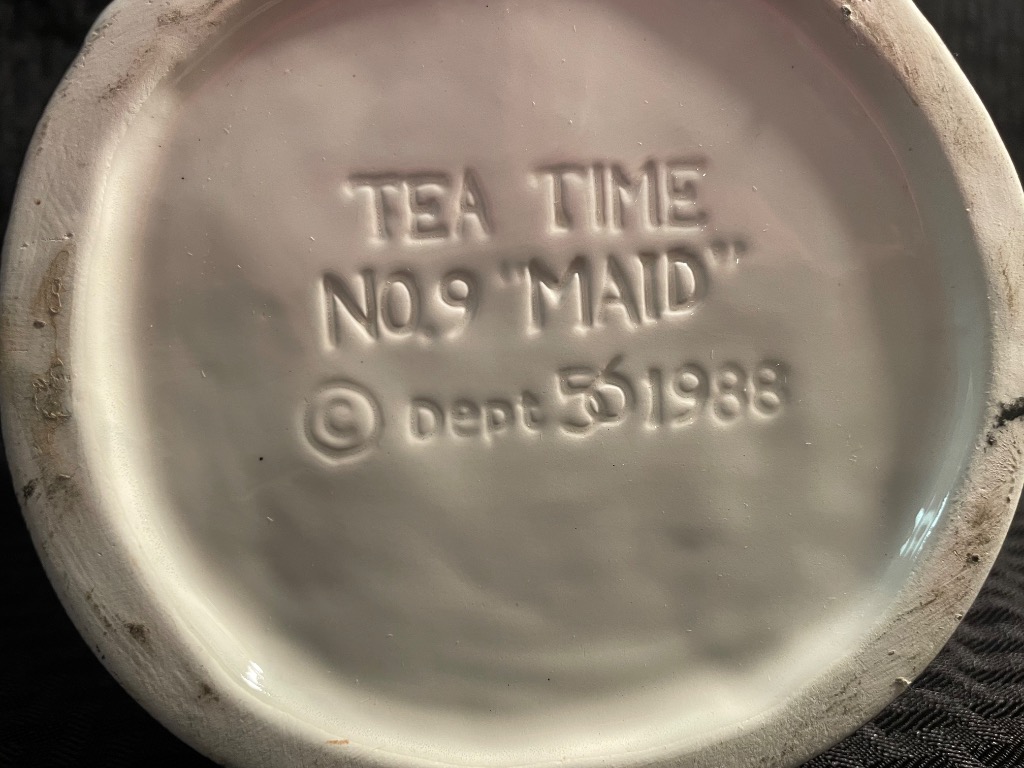 TEA TIME
NO.9 "MAID"
© Dept 56 1988